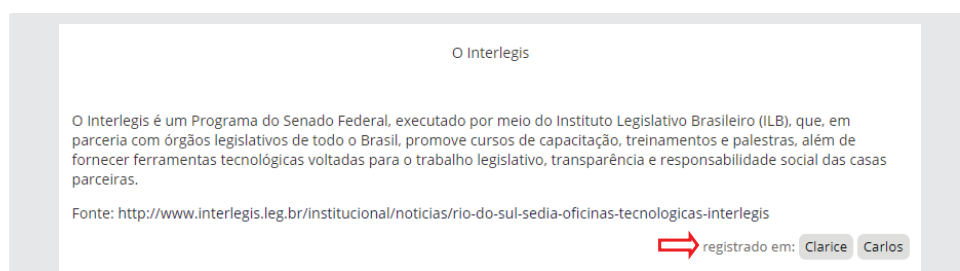 O Interlegis
O Interlegis é um Programa do Senado Federal, executado por meio do Instituto Legislativo Brasileiro (ILB), que, em
parceria com órgãos legislativos de todo o Brasil, promove cursos de capacitação, treinamentos e palestras, além de
fornecer ferramentas tecnológicas voltadas para o trabalho legislativo, transparência e responsabilidade social das casas
parceiras.
Fonte: http://www.interlegis.leg.br/institucional/noticias/rio-do-sul-sedia-oficinas-tecnologicas-interlegis
registrado em: Clarice Carlos